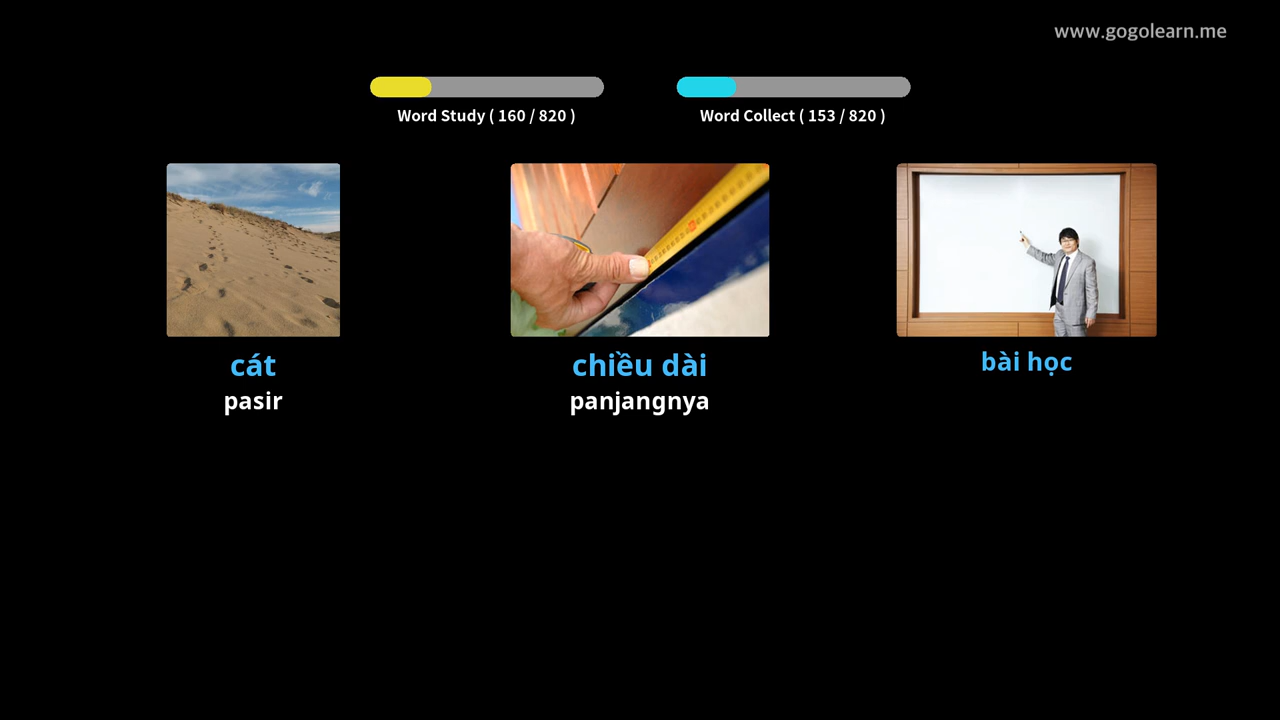 www.gogolearn.me
Word Study ( 160 / 820 )
Word Collect ( 153 / 820 )
cát
pasir
chiều dài
panjangnya
bài học